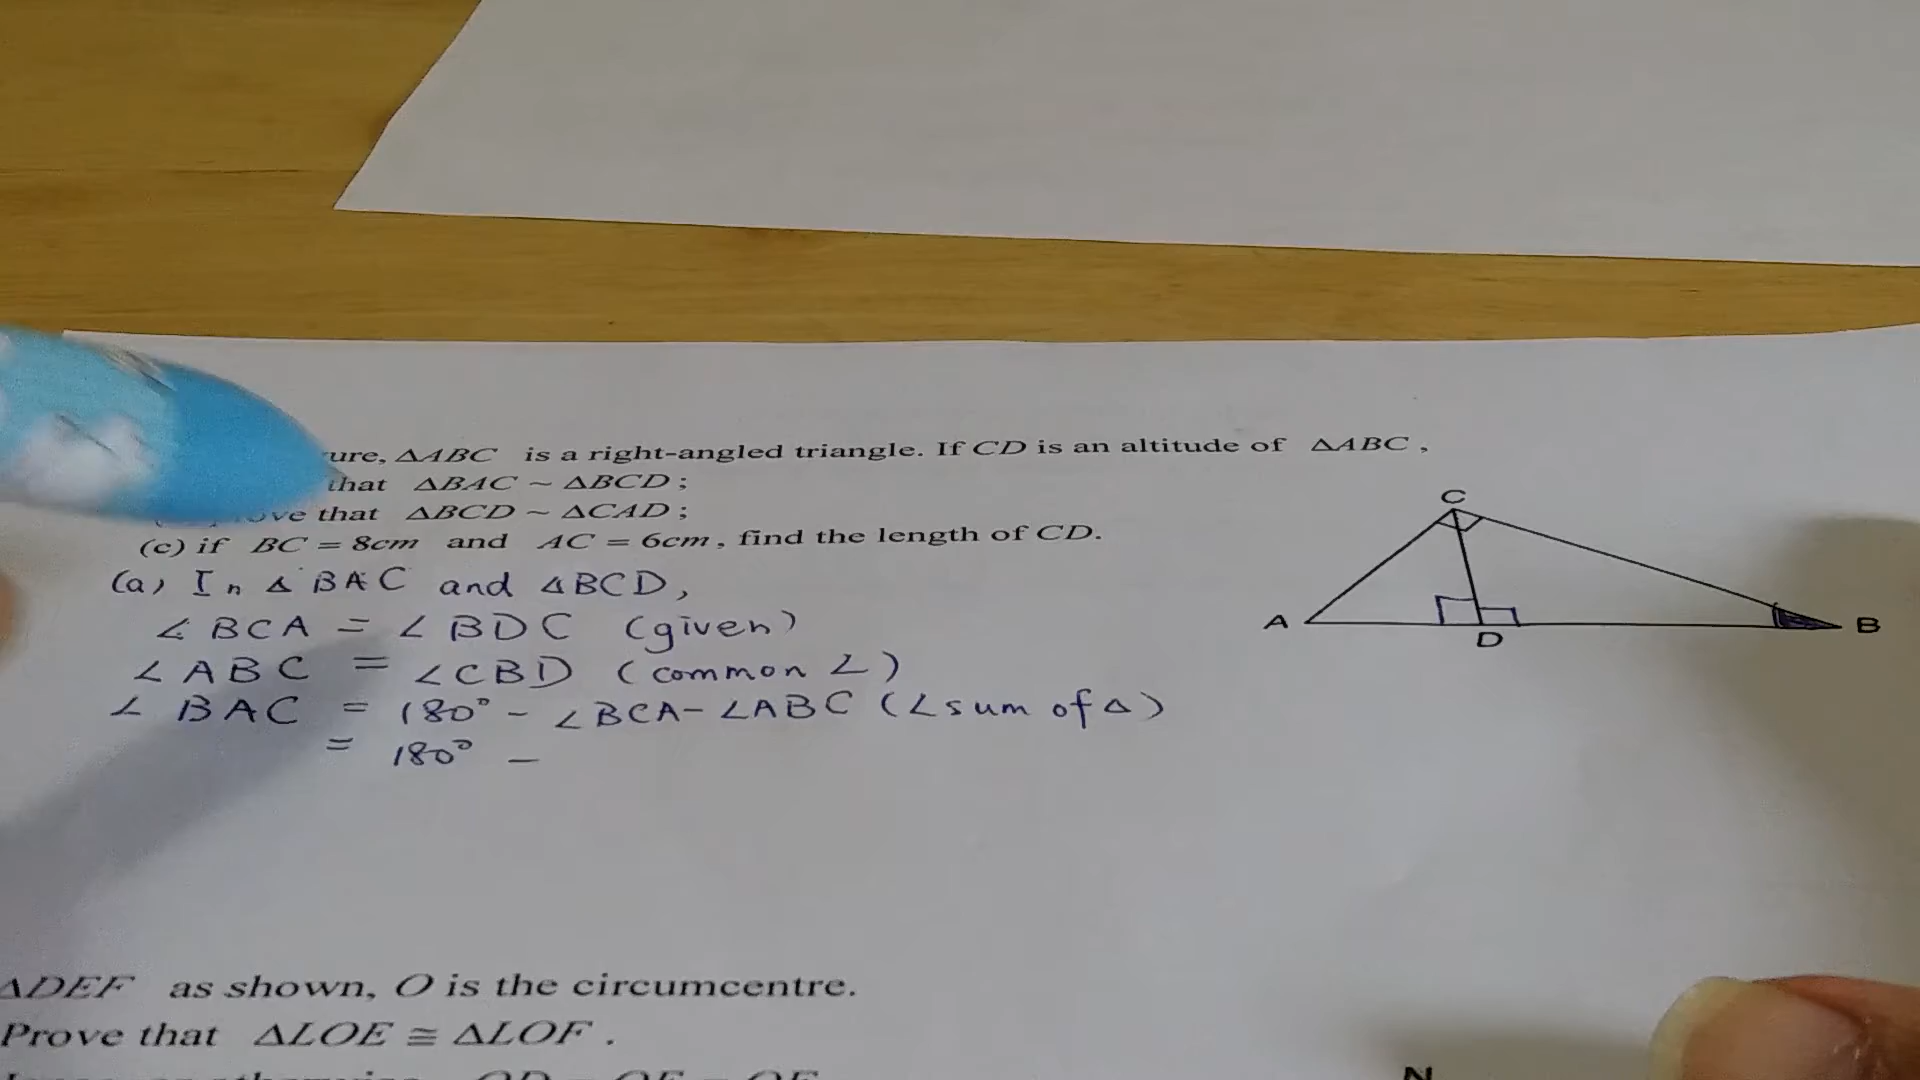 ure, ΔABC is a right-angled triangle. If CD is an altitude of ΔABC,
that ΔBAC ~ ΔBCD;
that ΔBCD ~ ΔCAD;
(c) if BC = 8cm and AC = 6cm, find the length of CD.
(a) In Δ BAC and ΔBCD,
∠BCA = ∠BDC (given)
∠ABC = ∠CBD (common ∠)
∠BAC = 180° - ∠BCA - ∠ABC (∠sum of Δ)
= 180° -
C
A
D
B
ΔDEF as shown, O is the circumcentre.
Prove that ΔLOE ≅ ΔLOF.
N